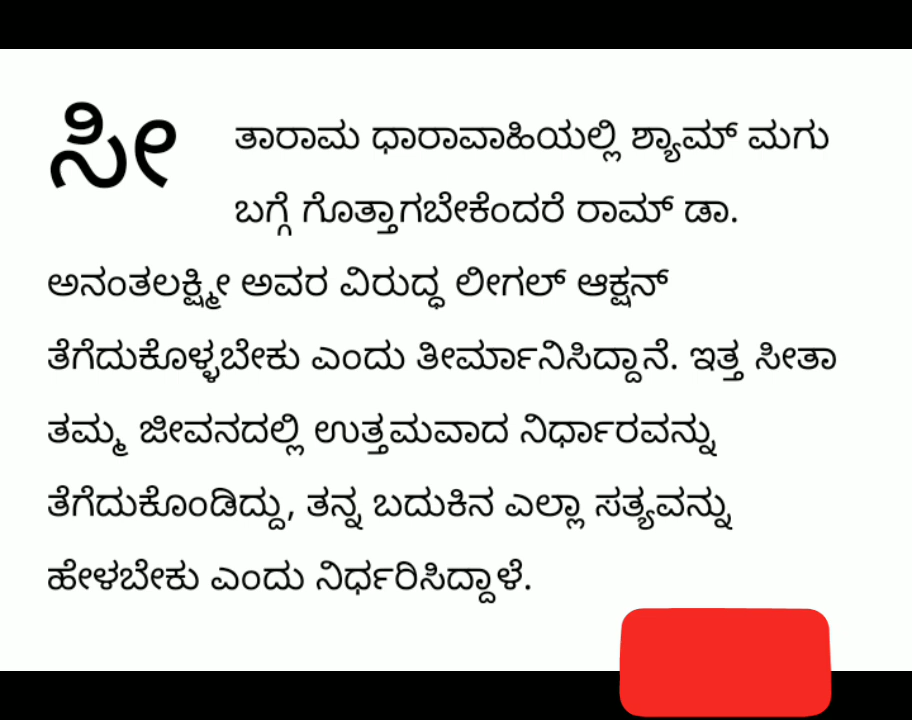 ಸೀತಾರಾಮ ಧಾರಾವಾಹಿಯಲ್ಲಿ ಶ್ಯಾಮ್ ಮಗು
ಬಗ್ಗೆ ಗೊತ್ತಾಗಬೇಕೆಂದರೆ ರಾಮ್ ಡಾ.
ಅನಂತಲಕ್ಷ್ಮೀ ಅವರ ವಿರುದ್ಧ ಲೀಗಲ್ ಆಕ್ಷನ್
ತೆಗೆದುಕೊಳ್ಳಬೇಕು ಎಂದು ತೀರ್ಮಾನಿಸಿದ್ದಾನೆ. ಇತ್ತ ಸೀತಾ
ತಮ್ಮ ಜೀವನದಲ್ಲಿ ಉತ್ತಮವಾದ ನಿರ್ಧಾರವನ್ನು
ತೆಗೆದುಕೊಂಡಿದ್ದು, ತನ್ನ ಬದುಕಿನ ಎಲ್ಲಾ ಸತ್ಯವನ್ನು
ಹೇಳಬೇಕು ಎಂದು ನಿರ್ಧರಿಸಿದ್ದಾಳೆ.